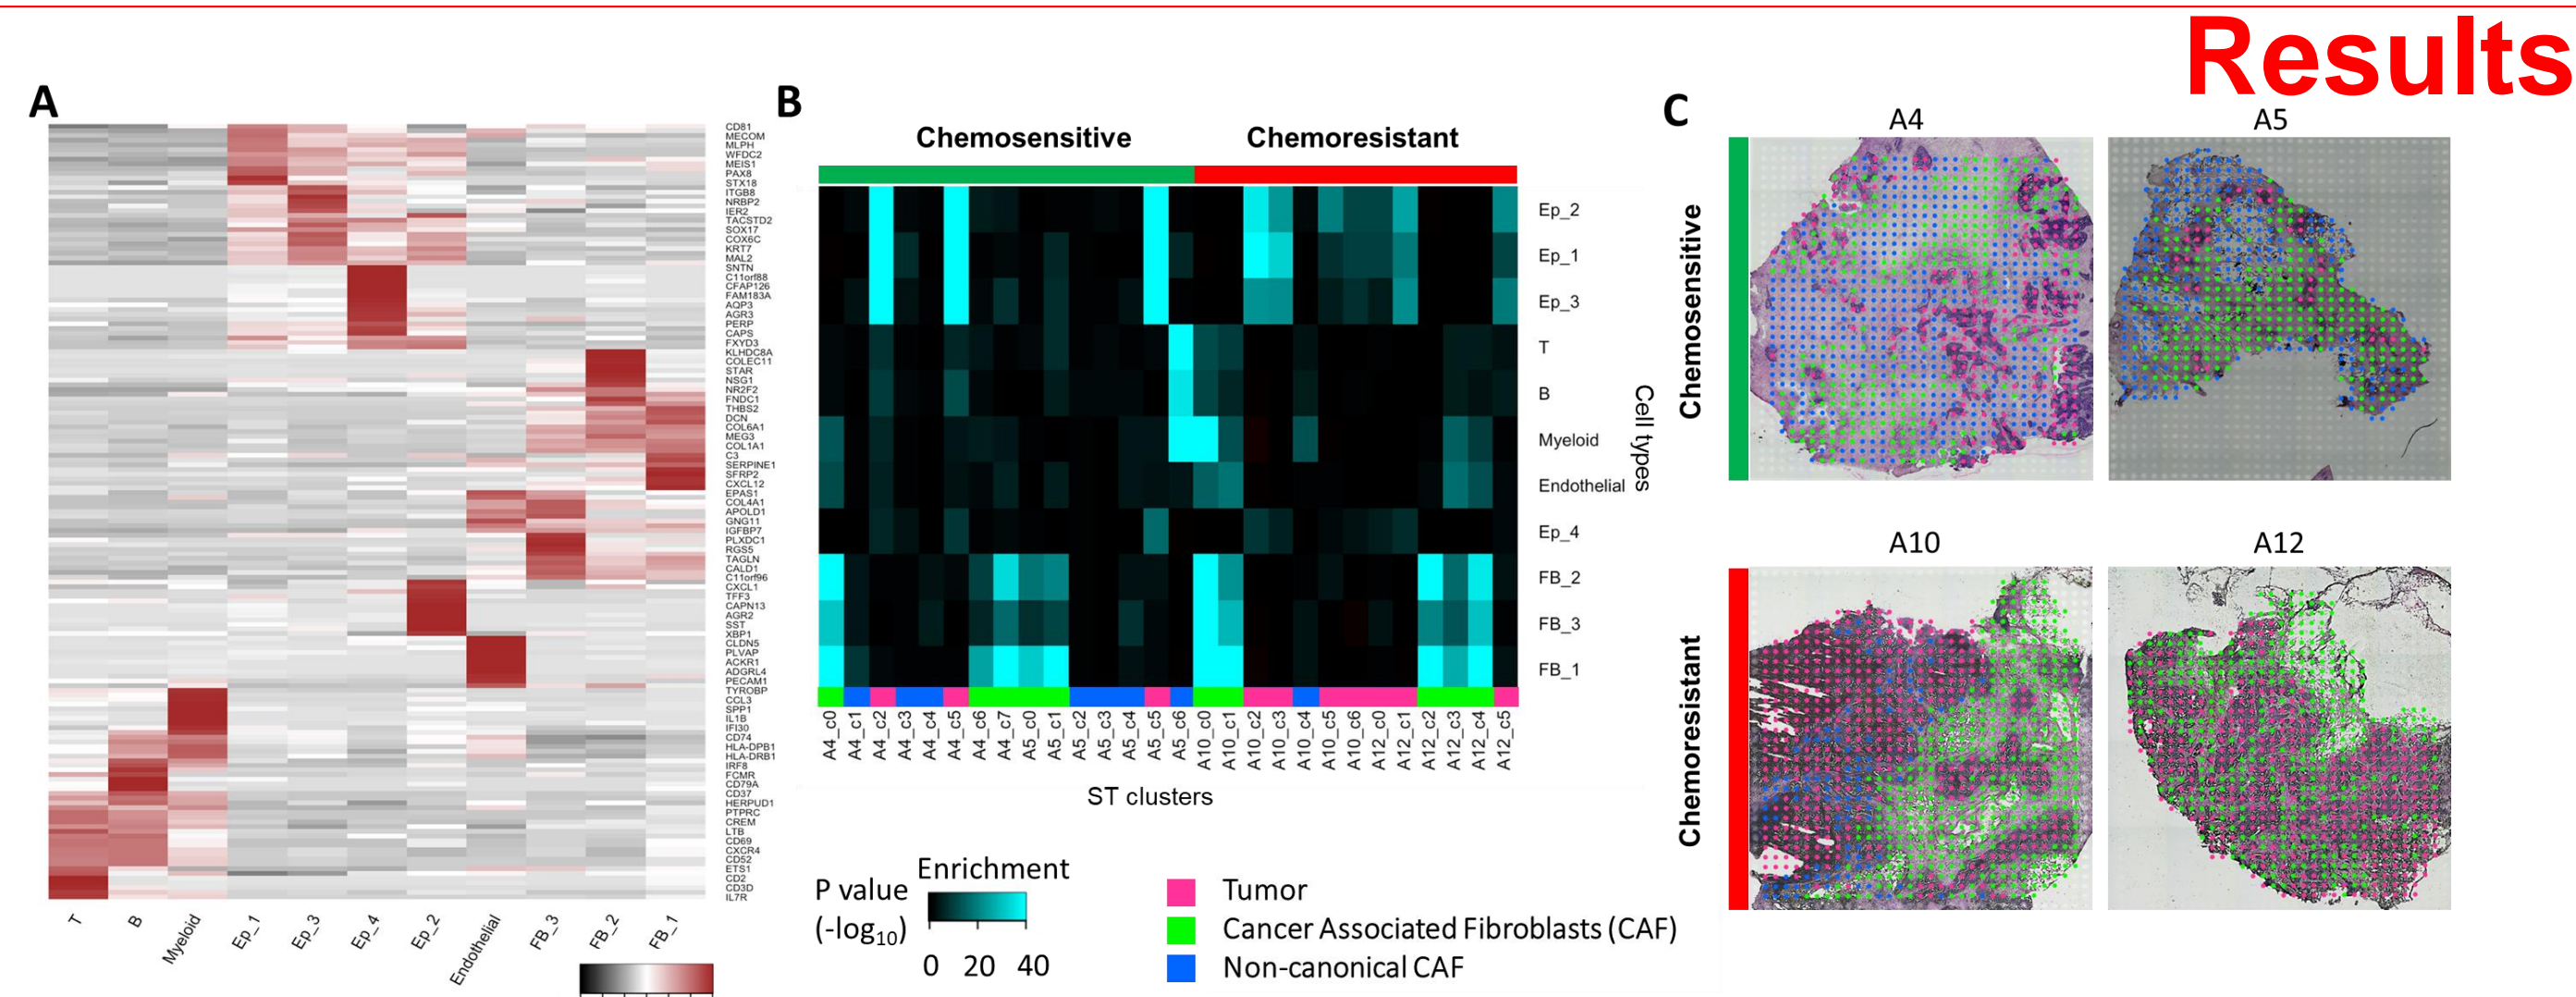 Results
A
CD81
MECOM
MLPH
WFDC2
MEIS1
PAX8
STX18
ITGB8
NRBP2
IER2
TACSTD2
SOX17
COX6C
KRT7
MAL2
SNTN
C11orf88
CFAP126
FAM183A
AQP3
AGR3
PERP
CAPS
FXYD3
KLHDC8A
COLEC11
STAR
NSG1
NR2F2
FNDC1
THBS2
DCN
COL6A1
MEG3
COL1A1
C3
SERPINE1
SFRP2
CXCL12
EPAS1
COL4A1
APOLD1
GNG11
IGFBP7
PLXDC1
RGS5
TAGLN
CALD1
C11orf96
CXCL1
TFF3
CAPN13
AGR2
SST
XBP1
CLDN5
PLVAP
ACKR1
ADGRL4
PECAM1
TYROBP
CCL3
SPP1
IL1B
IFI30
CD74
HLA-DPB1
HLA-DRB1
IRF8
FCMR
CD79A
CD37
HERPUD1
PTPRC
CREM
LTB
CD69
CXCR4
CD52
ETS1
CD2
CD3D
IL7R
T B Myeloid Ep_1 Ep_3 Ep_4 Ep_2 Endothelial FB_3 FB_2 FB_1
B
Chemosensitive Chemoresistant
Ep_2
Ep_1
Ep_3
T
B
Myeloid
Endothelial
Ep_4
FB_2
FB_3
FB_1
Cell types
A4_c0 A4_c1 A4_c2 A4_c3 A4_c4 A4_c5 A4_c6 A4_c7 A5_c0 A5_c1 A5_c2 A5_c3 A5_c4 A5_c5 A5_c6 A10_c0 A10_c1 A10_c2 A10_c3 A10_c4 A10_c5 A10_c6 A12_c0 A12_c1 A12_c2 A12_c3 A12_c4 A12_c5
ST clusters
Enrichment
P value
(-log10)
0 20 40
Tumor
Cancer Associated Fibroblasts (CAF)
Non-canonical CAF
C
A4 A5
Chemosensitive
A10 A12
Chemoresistant